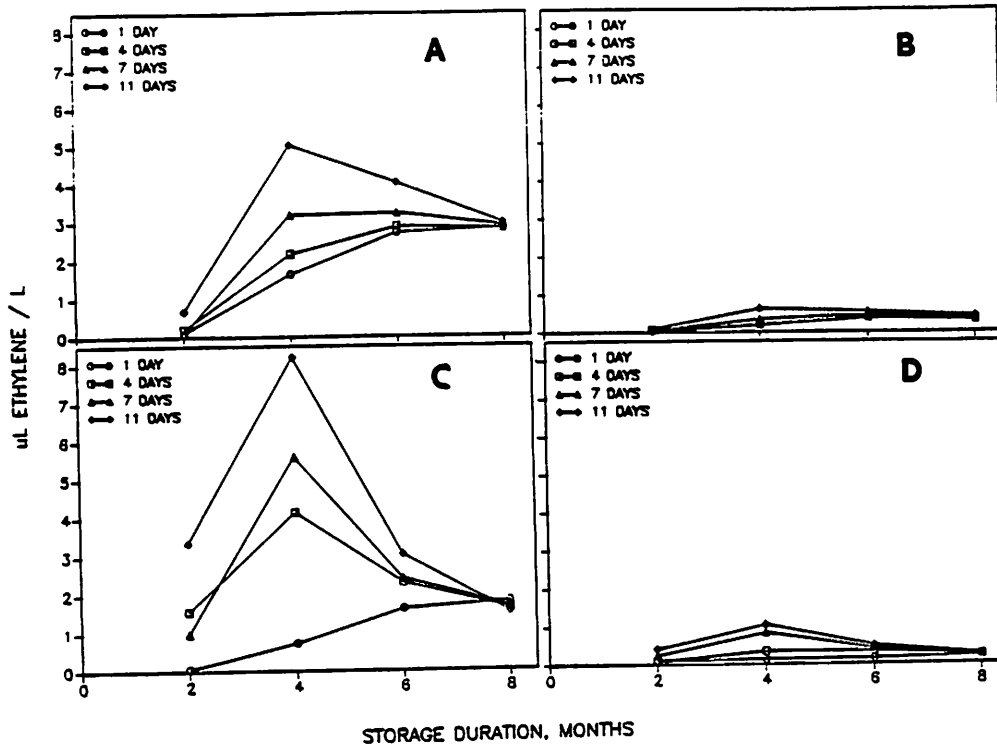 1 DAY
4 DAYS
7 DAYS
11 DAYS
A
8
7
6
5
4
3
2
1
0
1 DAY
4 DAYS
7 DAYS
11 DAYS
B
1 DAY
4 DAYS
7 DAYS
11 DAYS
C
8
7
6
5
4
3
2
1
0
0 2 4 6 8
1 DAY
4 DAYS
7 DAYS
11 DAYS
D
0 2 4 6 8
uL ETHYLENE / L
STORAGE DURATION, MONTHS